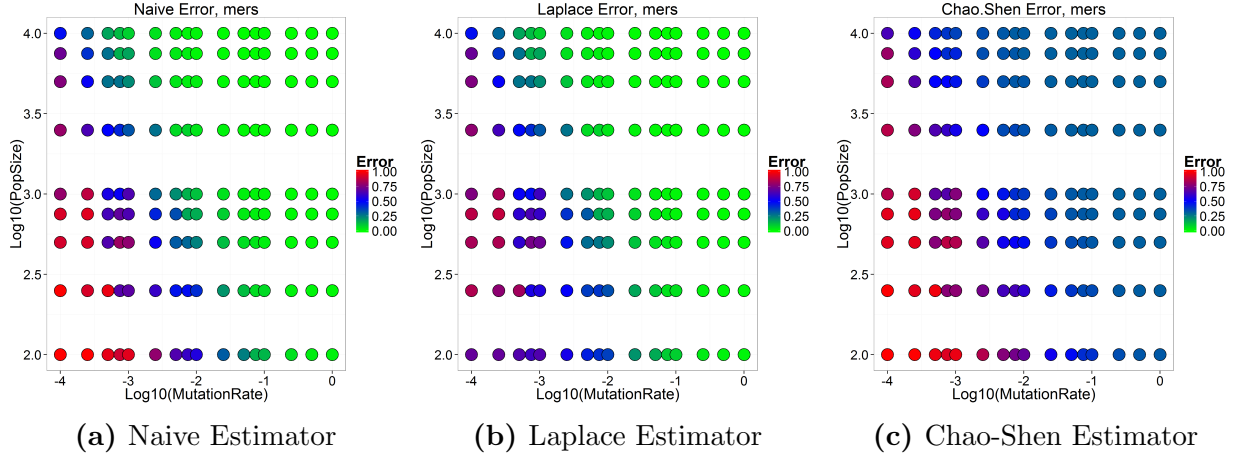 Naive Error, mers
4.0
3.5
3.0
2.5
2.0
Log10(PopSize)
-4 -3 -2 -1 0
Log10(MutationRate)
Error
1.00
0.75
0.50
0.25
0.00
(a) Naive Estimator
Laplace Error, mers
4.0
3.5
3.0
2.5
2.0
Log10(PopSize)
-4 -3 -2 -1 0
Log10(MutationRate)
Error
1.00
0.75
0.50
0.25
0.00
(b) Laplace Estimator
Chao.Shen Error, mers
4.0
3.5
3.0
2.5
2.0
Log10(PopSize)
-4 -3 -2 -1 0
Log10(MutationRate)
Error
1.00
0.75
0.50
0.25
0.00
(c) Chao-Shen Estimator